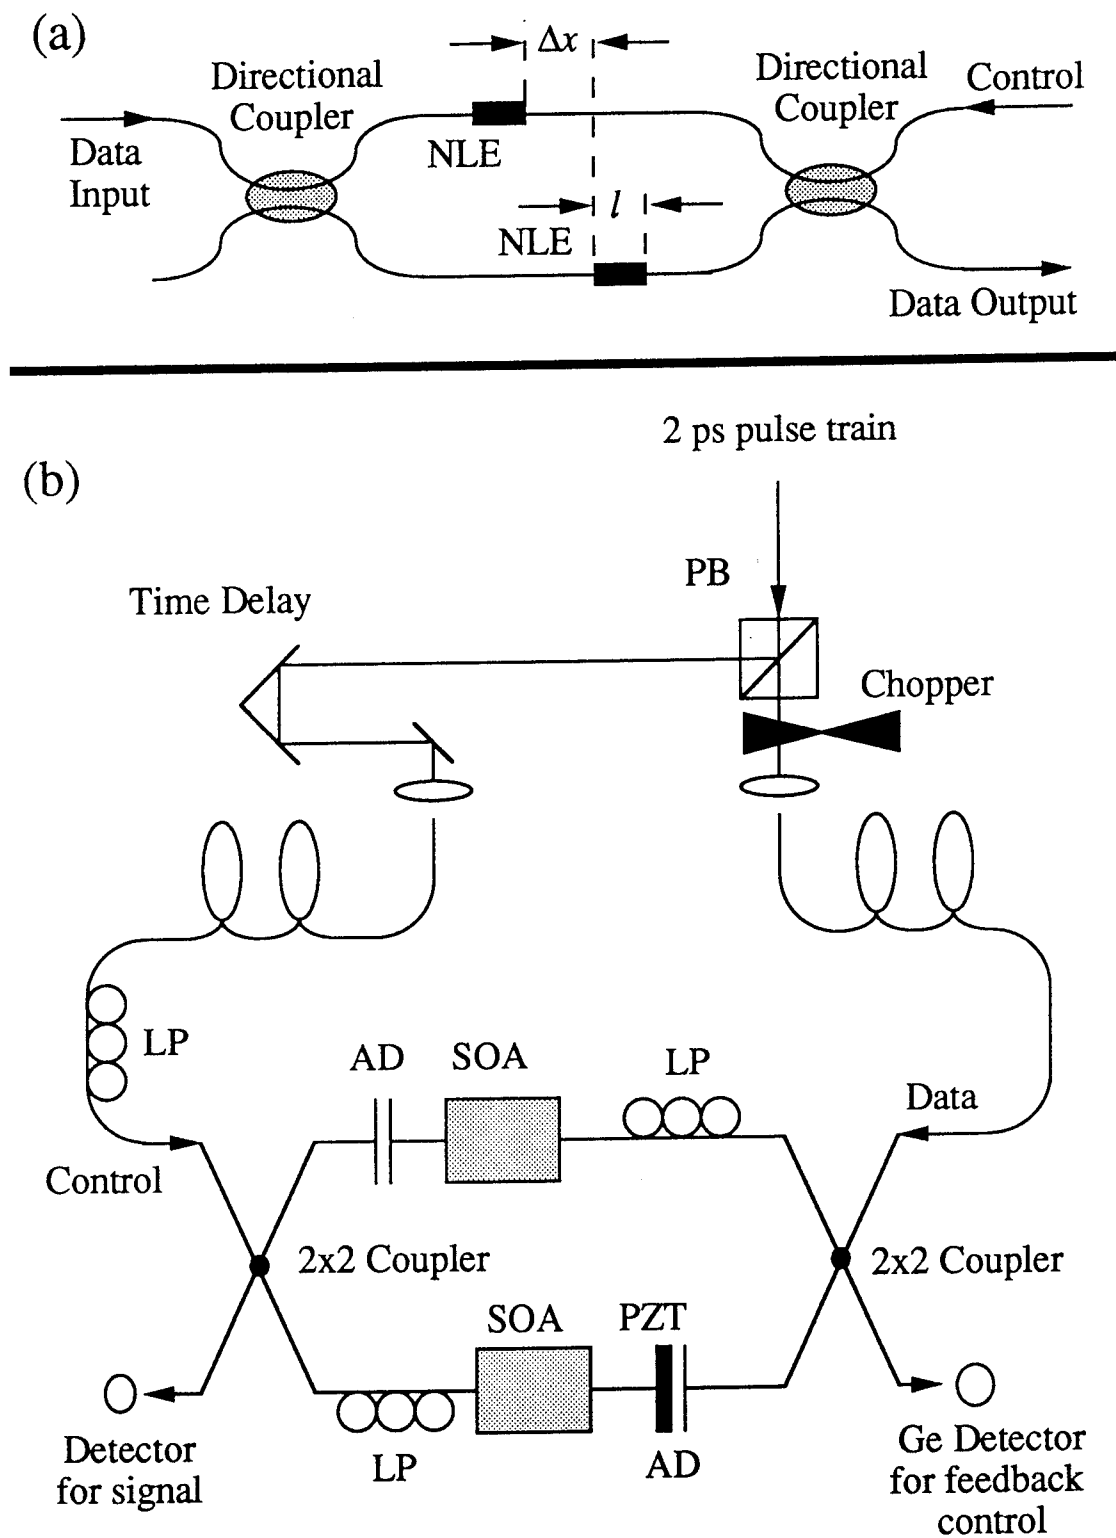 (a)
Δx
Directional
Coupler
Directional
Coupler
Control
Data
Input
NLE
l
NLE
Data Output
2 ps pulse train
(b)
PB
Time Delay
Chopper
LP
AD
SOA
LP
Data
Control
2x2 Coupler
2x2 Coupler
SOA
PZT
Detector
for signal
LP
AD
Ge Detector
for feedback
control